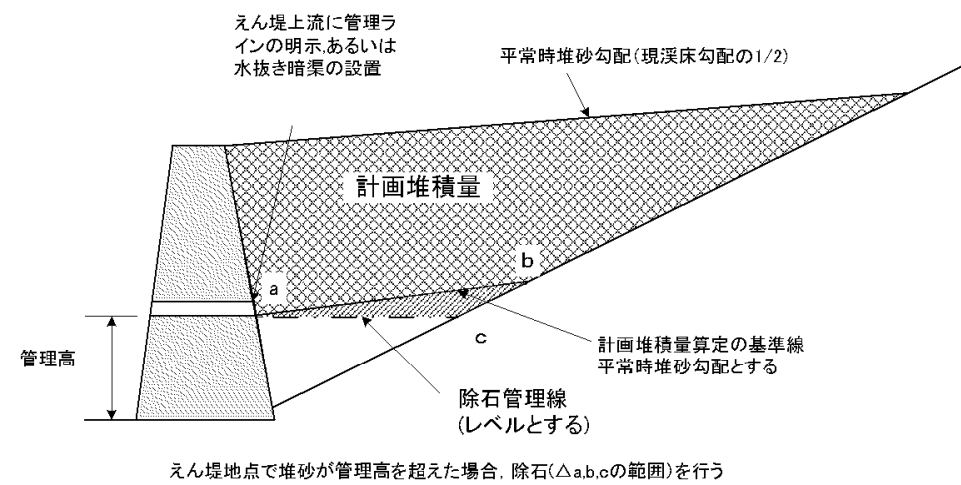 えん堤上流に管理ラ
インの明示,あるいは
水抜き暗渠の設置
平常時堆砂勾配(現渓床勾配の1/2)
計画堆積量
a
b
c
管理高
計画堆積量算定の基準線
平常時堆砂勾配とする
除石管理線
(レベルとする)
えん堤地点で堆砂が管理高を超えた場合, 除石(△a,b,cの範囲)を行う